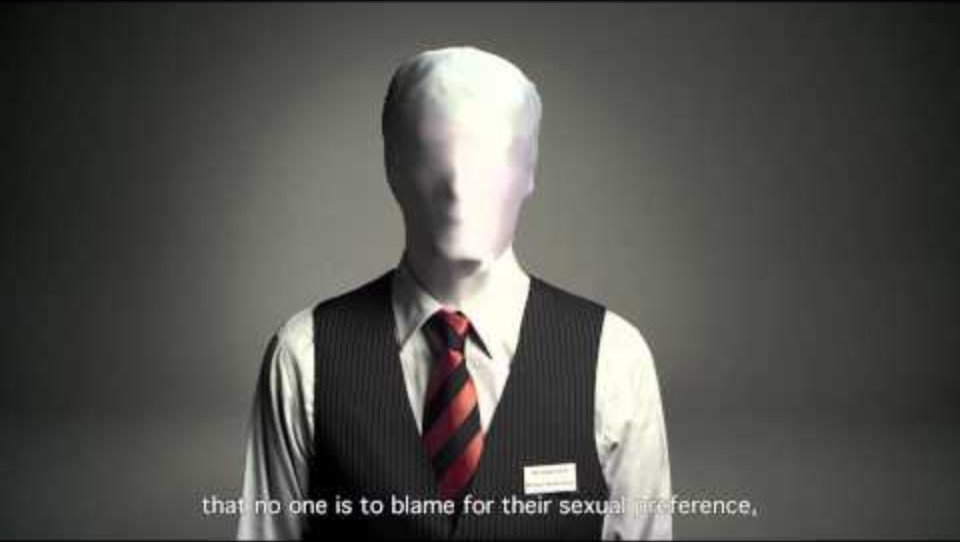 that no one is to blame for their sexual preference,